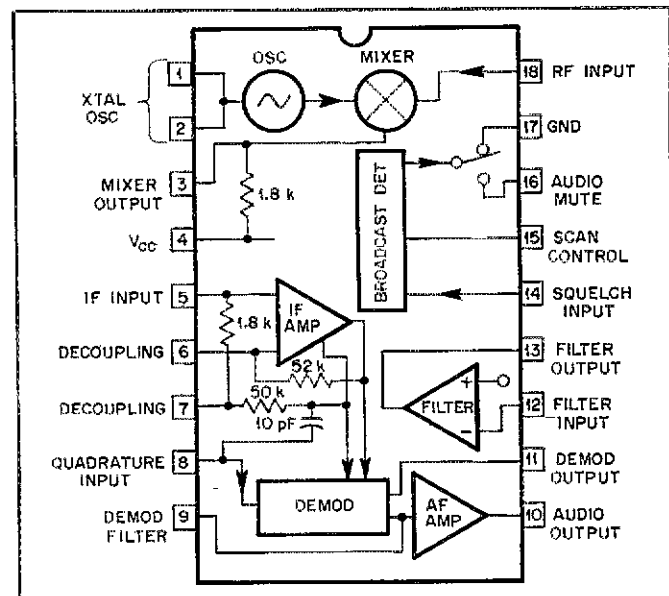 OSC
MIXER
1
XTAL
OSC
2
18 RF INPUT
17 GND
3
MIXER
OUTPUT
1.8 k
16 AUDIO
MUTE
BROADCAST DET
4
VCC
15 SCAN
CONTROL
IF INPUT 5
IF
AMP
14 SQUELCH
INPUT
1.8 k
DECOUPLING 6
52 k
13 FILTER
OUTPUT
DECOUPLING 7
50 k
10 pF
+
FILTER
−
12 FILTER
INPUT
QUADRATURE
INPUT
8
11 DEMOD
OUTPUT
DEMOD
DEMOD
FILTER
9
AF
AMP
10 AUDIO
OUTPUT